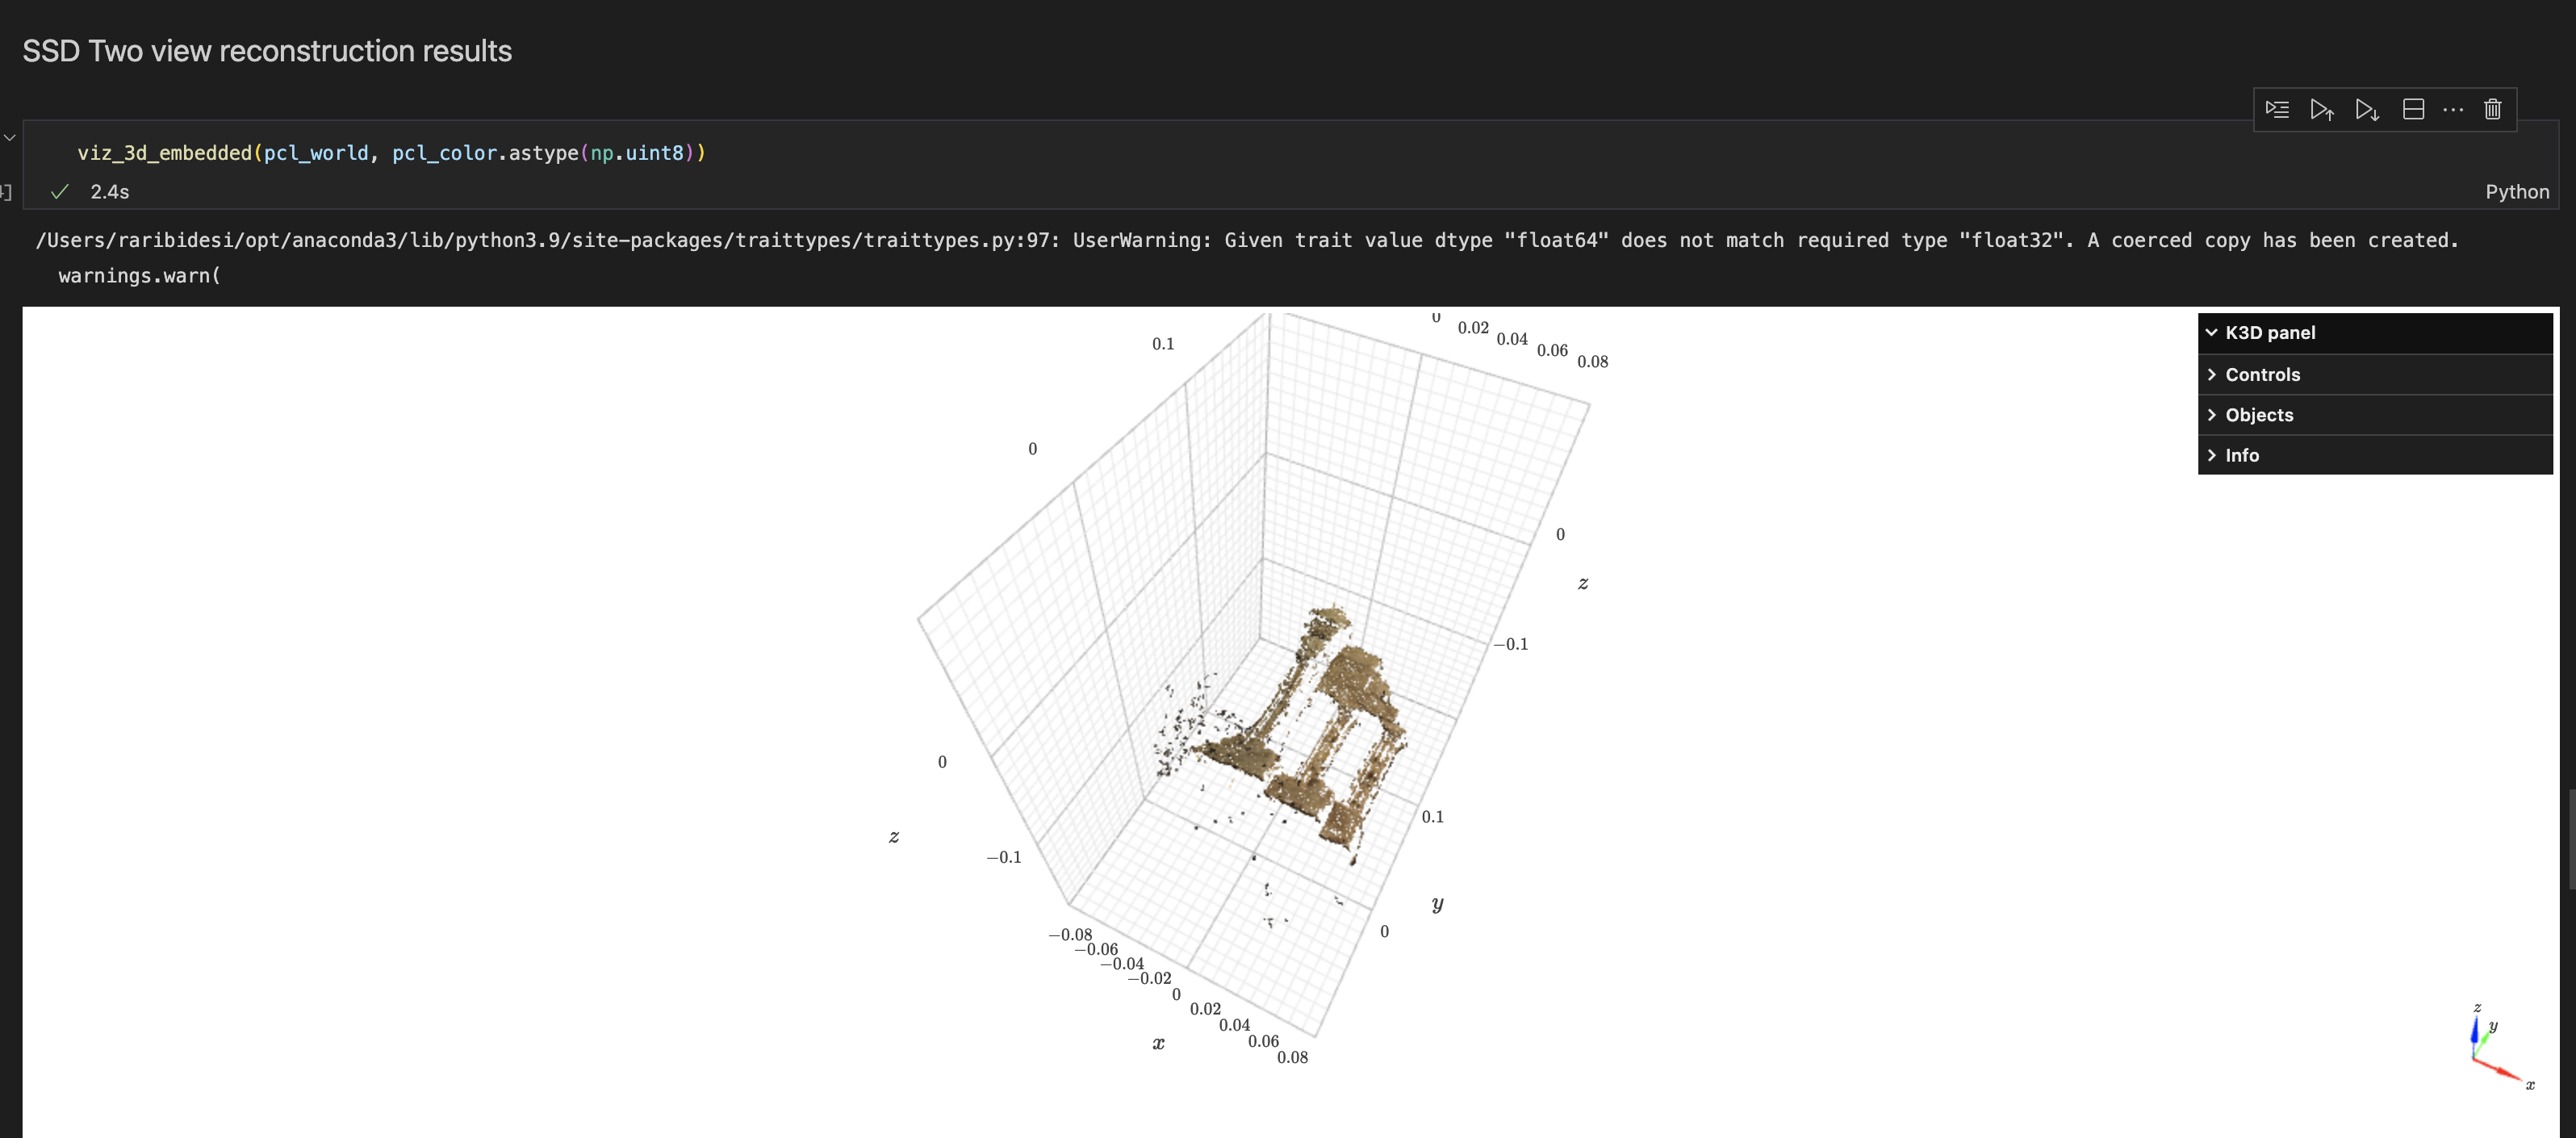 SSD Two view reconstruction results
viz_3d_embedded(pcl_world, pcl_color.astype(np.uint8))
2.4s
Python
/Users/raribidesi/opt/anaconda3/lib/python3.9/site-packages/traittypes/traittypes.py:97: UserWarning: Given trait value dtype "float64" does not match required type "float32". A coerced copy has been created.
warnings.warn(
K3D panel
Controls
Objects
Info
0
0.02
0.04
0.06
0.08
0.1
0
0
z
−0.1
0
z
−0.1
0.1
y
0
−0.08
−0.06
−0.04
−0.02
0
0.02
0.04
0.06
0.08
x
z
y
x